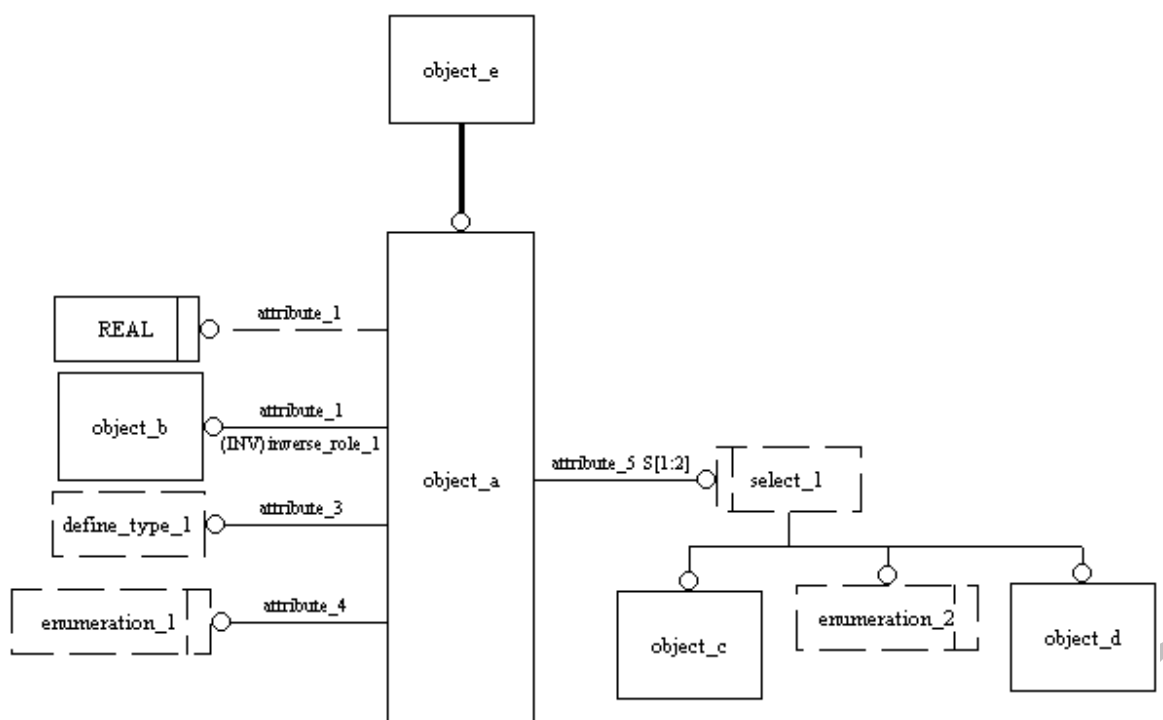 object_e
REAL
attribute_1
object_b
attribute_1
(INV) inverse_role_1
define_type_1
attribute_3
enumeration_1
attribute_4
object_a
attribute_5 S[1:2]
select_1
object_c
enumeration_2
object_d